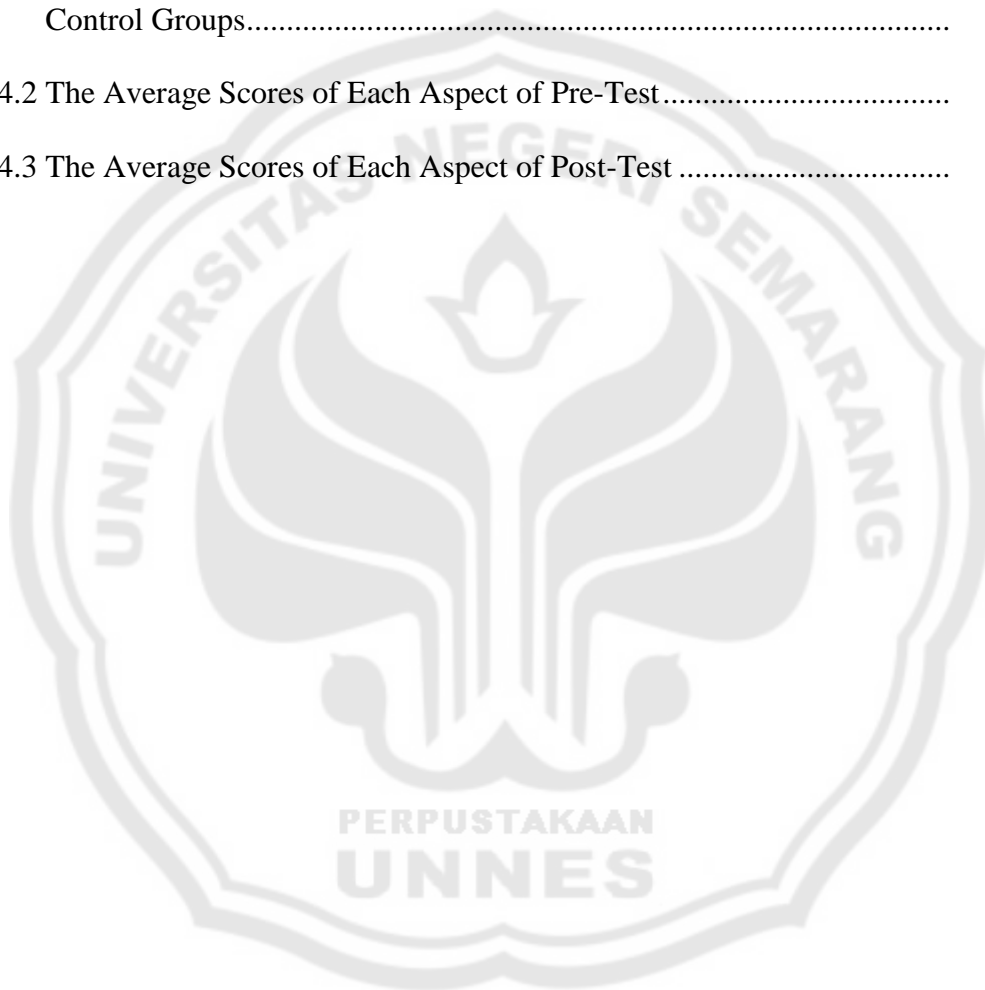 Control Groups.......................................................................................
4.2 The Average Scores of Each Aspect of Pre-Test...................................
4.3 The Average Scores of Each Aspect of Post-Test .................................
UNIVERSITAS NEGERI SEMARANG
PERPUSTAKAAN
UNNES